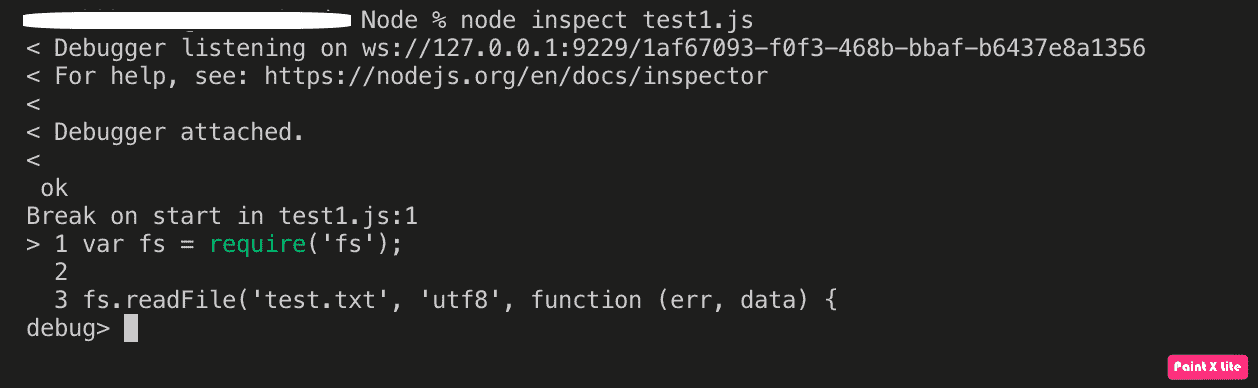 Node % node inspect test1.js
< Debugger listening on ws://127.0.0.1:9229/1af67093-f0f3-468b-bbaf-b6437e8a1356
< For help, see: https://nodejs.org/en/docs/inspector
<
< Debugger attached.
<
ok
Break on start in test1.js:1
> 1 var fs = require('fs');
2
3 fs.readFile('test.txt', 'utf8', function (err, data) {
debug>
Paint X lite